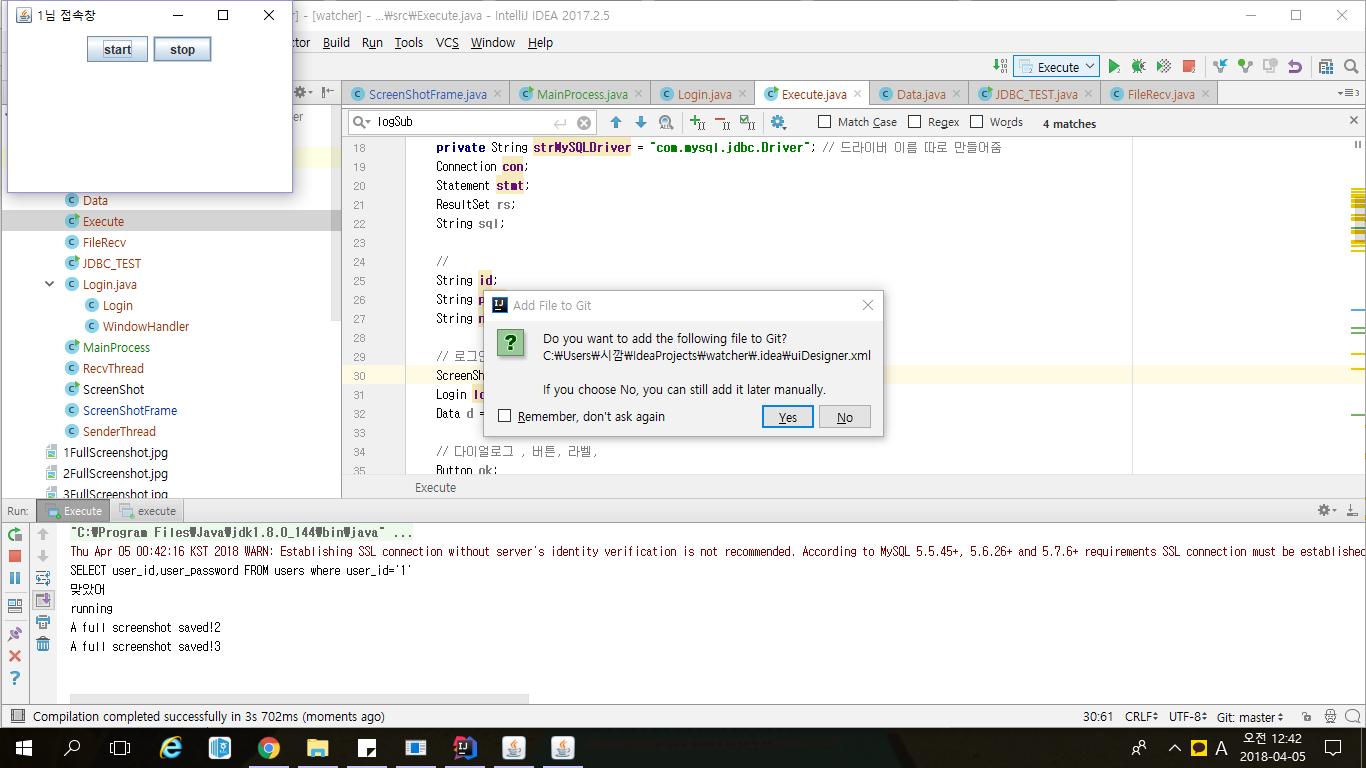 1님 접속창
start stop
- [watcher] - ...₩src₩Execute.java - IntelliJ IDEA 2017.2.5
Build Run Tools VCS Window Help
Execute
ScreenShotFrame.java MainProcess.java Login.java Execute.java Data.java JDBC_TEST.java FileRecv.java
logSub Match Case Regex Words 4 matches
18 private String strMySQLDriver = "com.mysql.jdbc.Driver"; // 드라이버 이름 따로 만들어줌
19 Connection con;
20 Statement stmt;
21 ResultSet rs;
22 String sql;
23
24 //
25 String id;
26 String p
27 String n
28
29 // 로그인
30 ScreenSh
31 Login lo
32 Data d =
33
34 // 다이얼로그 , 버튼, 라벨,
35 Button ok;
Execute
Data
Execute
FileRecv
JDBC_TEST
Login.java
Login
WindowHandler
MainProcess
RecvThread
ScreenShot
ScreenShotFrame
SenderThread
1FullScreenshot.jpg
2FullScreenshot.jpg
3FullScreenshot.jpg
Add File to Git
Do you want to add the following file to Git?
C:₩Users₩시깜₩IdeaProjects₩watcher₩.idea₩uiDesigner.xml
If you choose No, you can still add it later manually.
Remember, don't ask again
Yes No
Run: Execute execute
"C:₩Program Files₩Java₩jdk1.8.0_144₩bin₩java" ...
Thu Apr 05 00:42:16 KST 2018 WARN: Establishing SSL connection without server's identity verification is not recommended. According to MySQL 5.5.45+, 5.6.26+ and 5.7.6+ requirements SSL connection must be established
SELECT user_id,user_password FROM users where user_id='1'
맞았어
running
A full screenshot saved!2
A full screenshot saved!3
Compilation completed successfully in 3s 702ms (moments ago) 30:61 CRLF UTF-8 Git: master
A 오전 12:42
2018-04-05